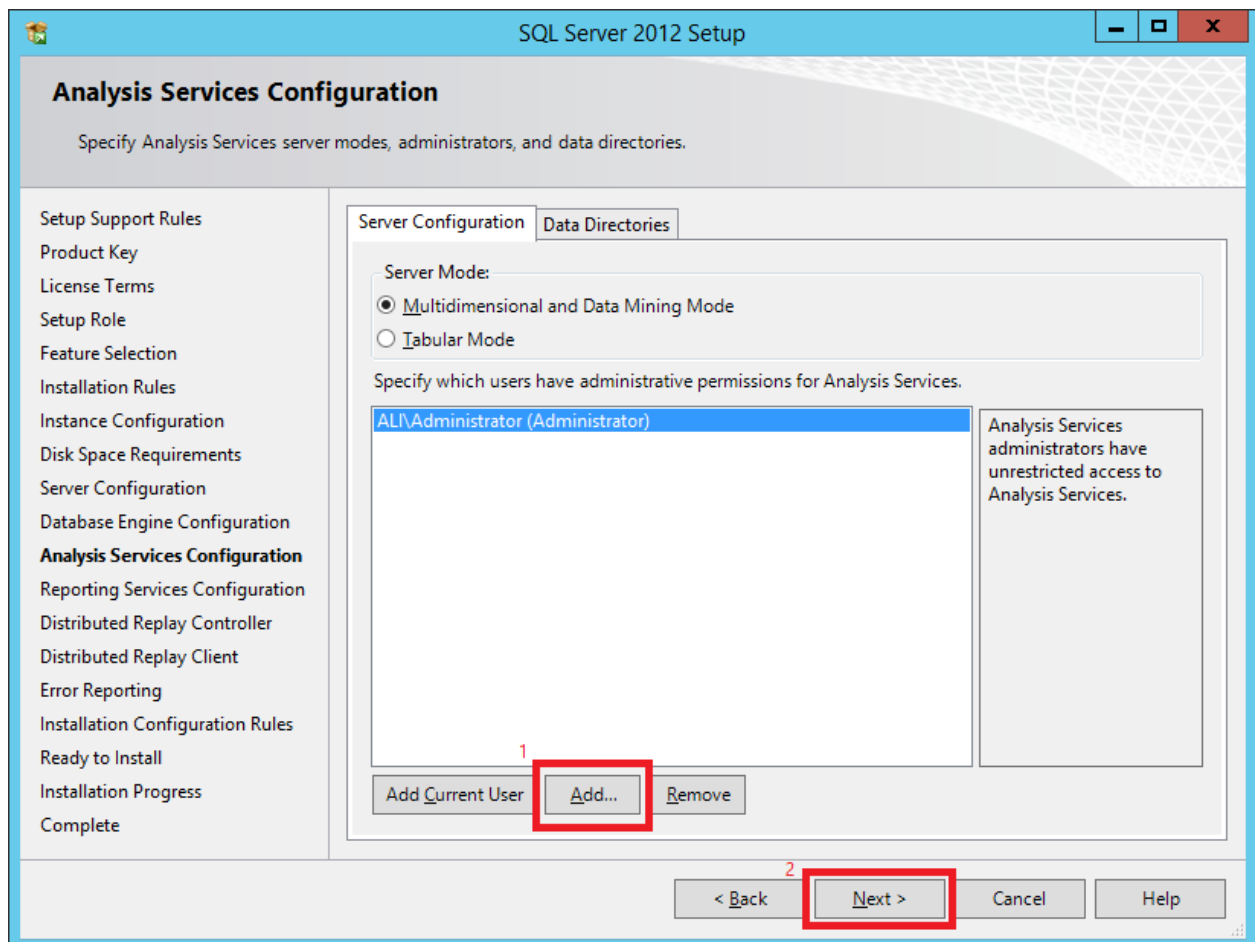 SQL Server 2012 Setup
Analysis Services Configuration
Specify Analysis Services server modes, administrators, and data directories.
Setup Support Rules
Product Key
License Terms
Setup Role
Feature Selection
Installation Rules
Instance Configuration
Disk Space Requirements
Server Configuration
Database Engine Configuration
Analysis Services Configuration
Reporting Services Configuration
Distributed Replay Controller
Distributed Replay Client
Error Reporting
Installation Configuration Rules
Ready to Install
Installation Progress
Complete
Server Configuration
Data Directories
Server Mode:
Multidimensional and Data Mining Mode
Tabular Mode
Specify which users have administrative permissions for Analysis Services.
ALI\Administrator (Administrator)
Analysis Services
administrators have
unrestricted access to
Analysis Services.
1
Add Current User
Add...
Remove
2
< Back
Next >
Cancel
Help